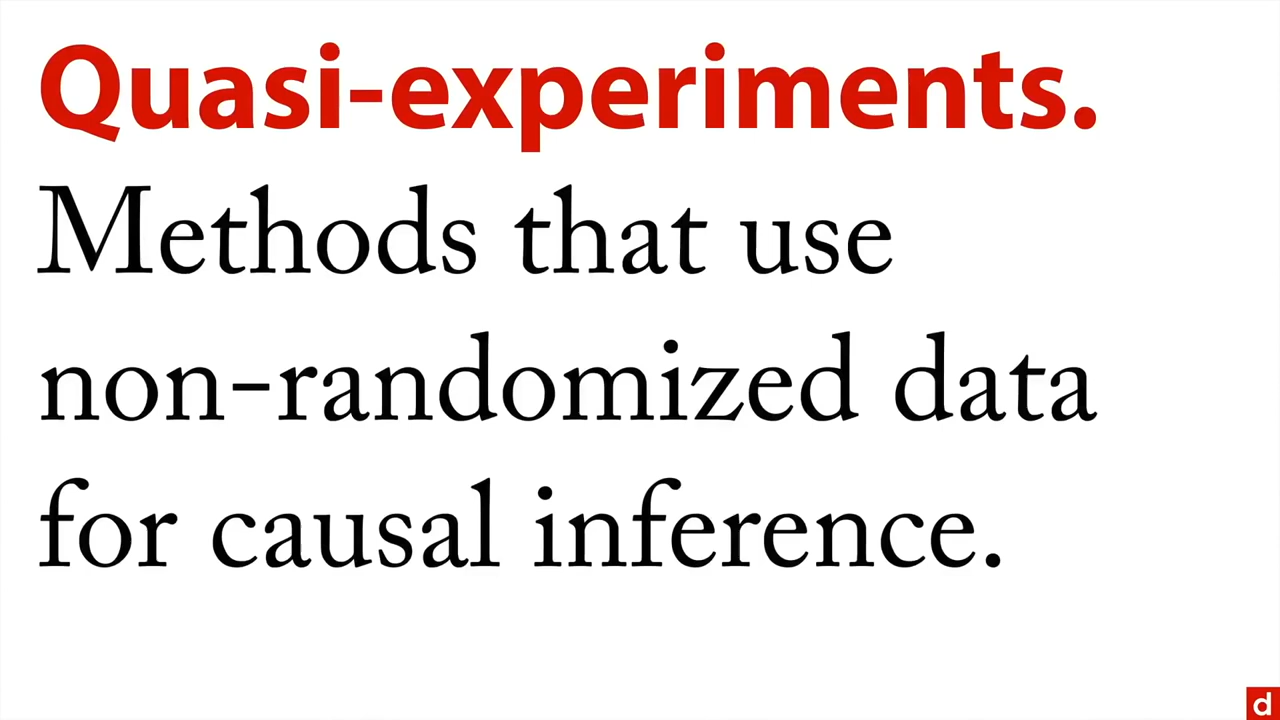 Quasi-experiments.
Methods that use
non-randomized data
for causal inference.
d